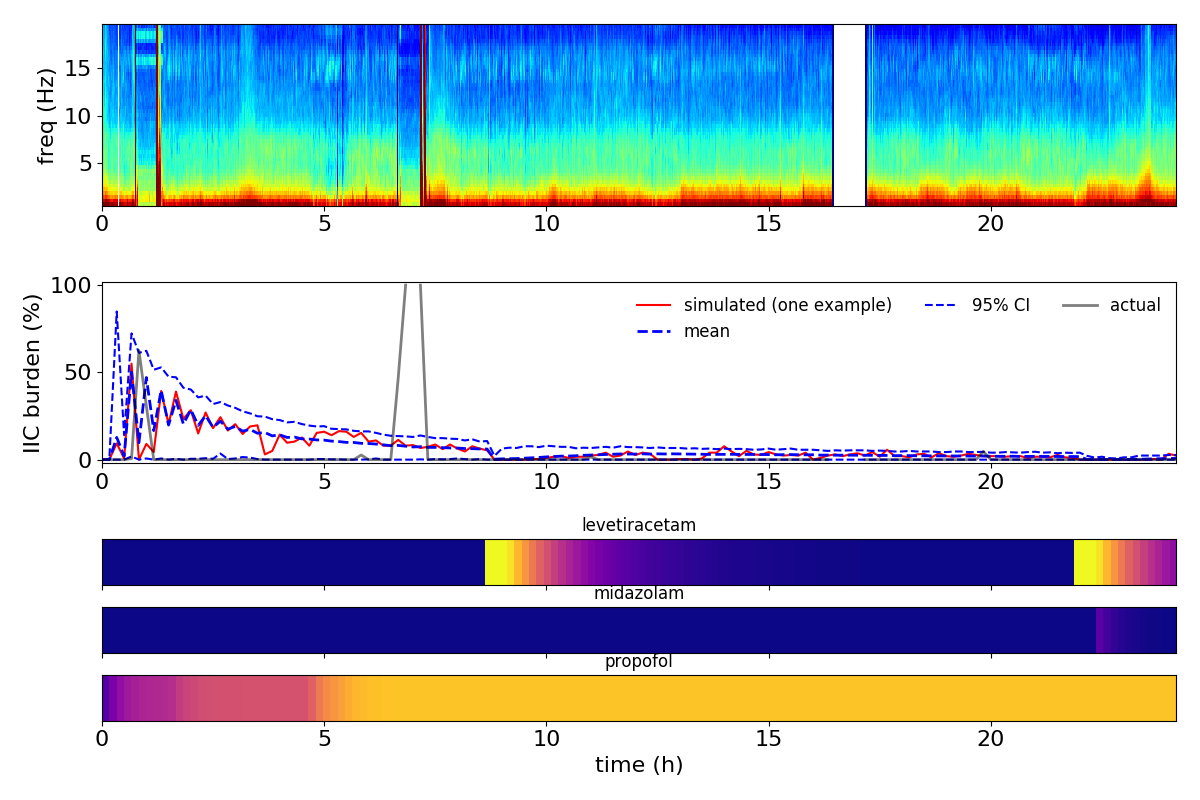 freq (Hz)
15
10
5
0 5 10 15 20
IIC burden (%)
100
50
0
simulated (one example) 95% CI actual
mean
0 5 10 15 20
levetiracetam
midazolam
propofol
0 5 10 15 20
time (h)